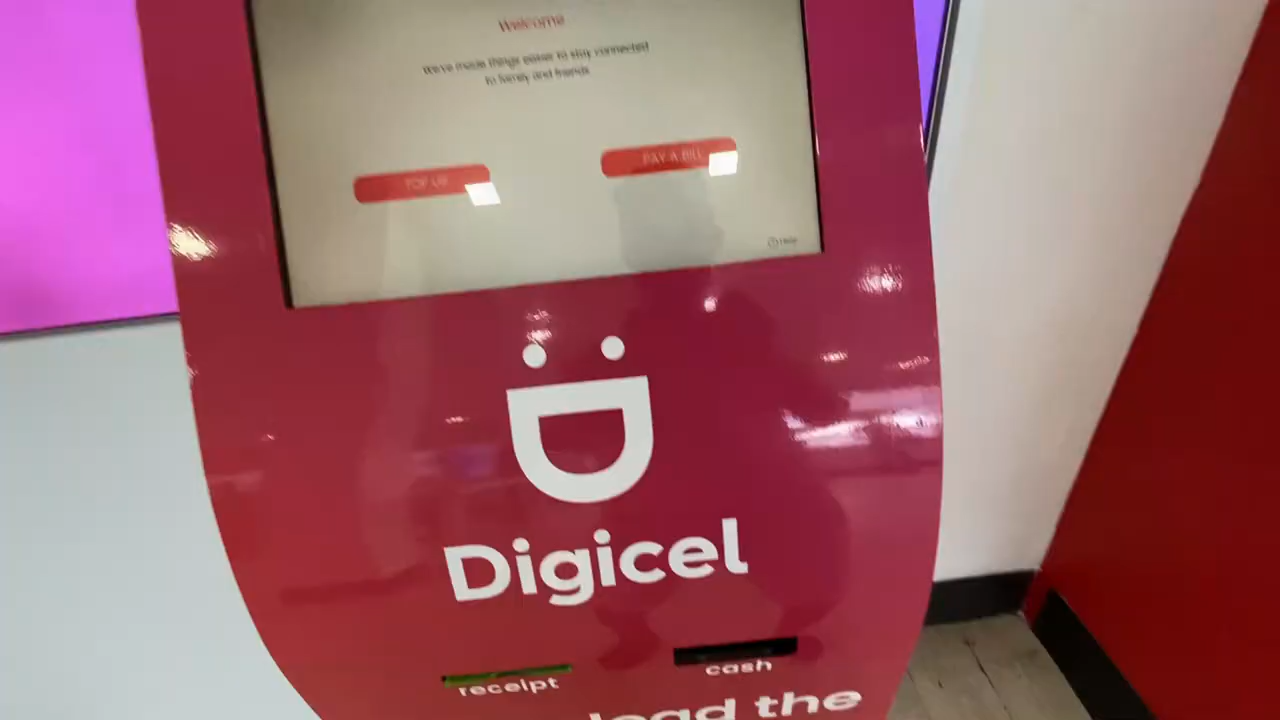 Welcome
We've made things easier to stay connected
to family and friends
TOP UP
PAY A BILL
Digicel
receipt
cash
the